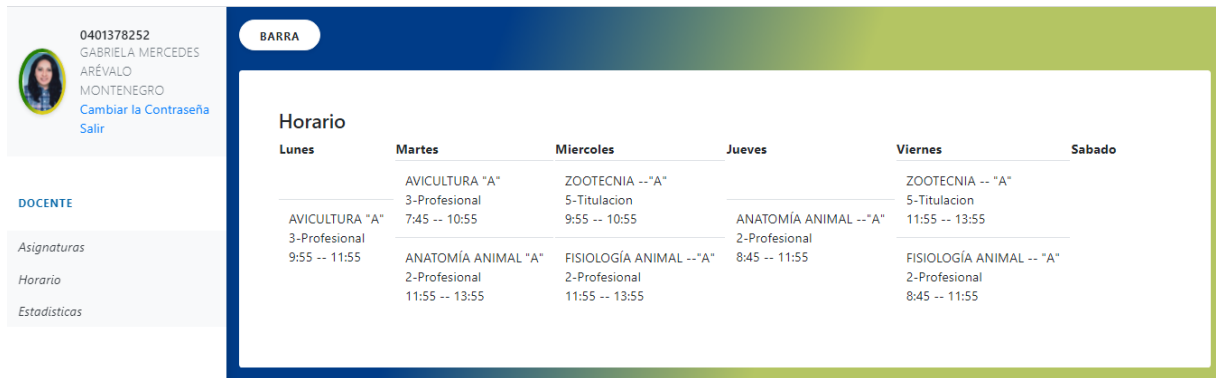 0401378252
GABRIELA MERCEDES
ARÉVALO
MONTENEGRO
Cambiar la Contraseña
Salir
DOCENTE
Asignaturas
Horario
Estadisticas
BARRA
Horario
Lunes
AVICULTURA "A"
3-Profesional
9:55 -- 11:55
Martes
AVICULTURA "A"
3-Profesional
7:45 -- 10:55
ANATOMÍA ANIMAL "A"
2-Profesional
11:55 -- 13:55
Miercoles
ZOOTECNIA --"A"
5-Titulacion
9:55 -- 10:55
FISIOLOGÍA ANIMAL --"A"
2-Profesional
11:55 -- 13:55
Jueves
ANATOMÍA ANIMAL --"A"
2-Profesional
8:45 -- 11:55
Viernes
ZOOTECNIA -- "A"
5-Titulacion
11:55 -- 13:55
FISIOLOGÍA ANIMAL -- "A"
2-Profesional
8:45 -- 11:55
Sabado